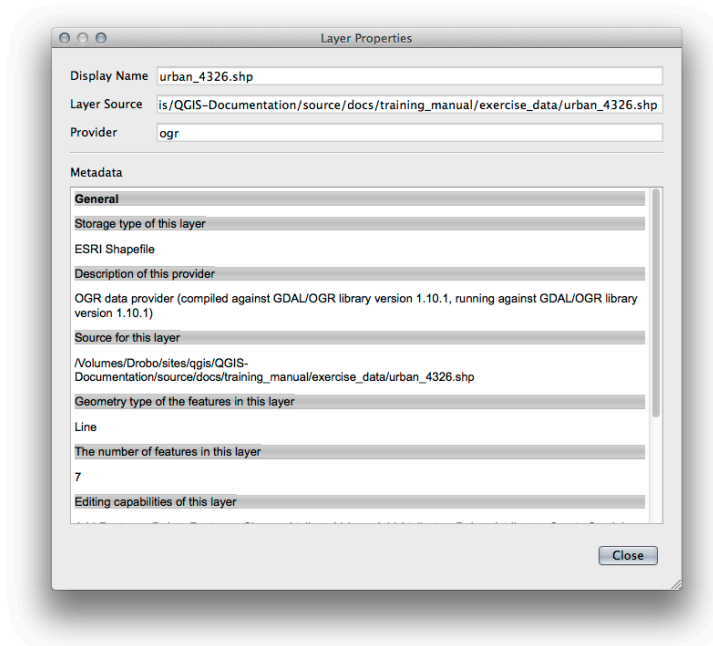 Layer Properties
Display Name urban_4326.shp
Layer Source is/QGIS-Documentation/source/docs/training_manual/exercise_data/urban_4326.shp
Provider ogr
Metadata
General
Storage type of this layer
ESRI Shapefile
Description of this provider
OGR data provider (compiled against GDAL/OGR library version 1.10.1, running against GDAL/OGR library
version 1.10.1)
Source for this layer
/Volumes/Drobo/sites/qgis/QGIS-
Documentation/source/docs/training_manual/exercise_data/urban_4326.shp
Geometry type of the features in this layer
Line
The number of features in this layer
7
Editing capabilities of this layer
Close